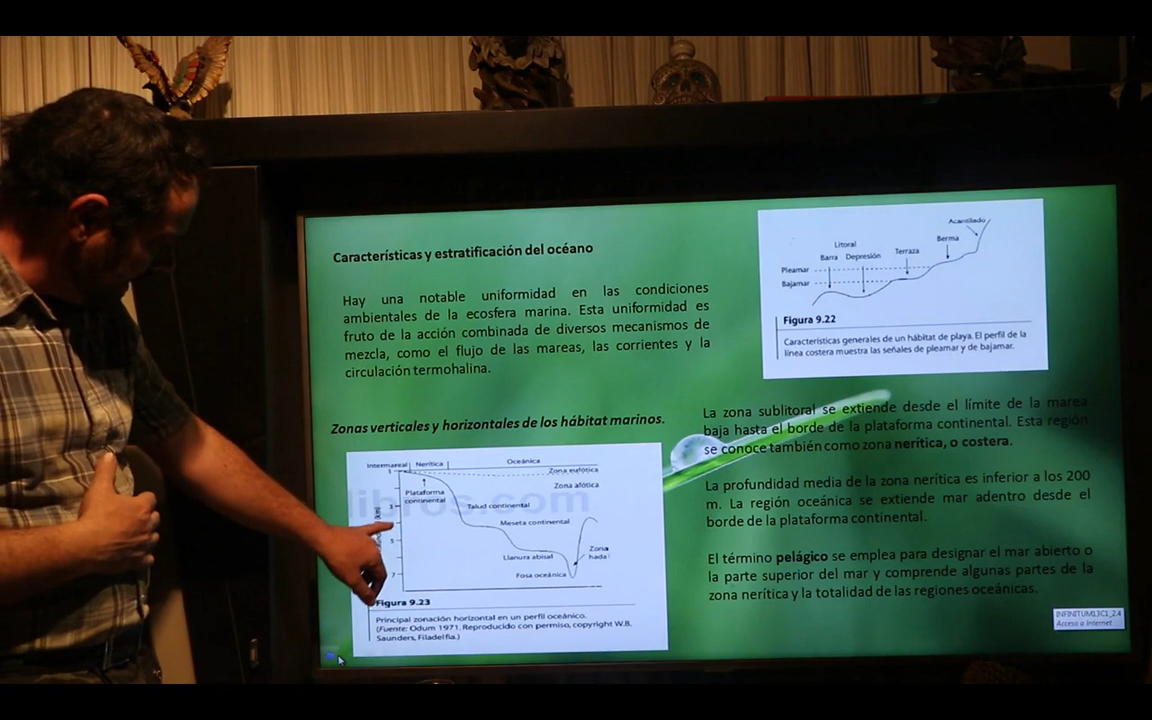 Características y estratificación del océano
Hay una notable uniformidad en las condiciones
ambientales de la ecosfera marina. Esta uniformidad es
fruto de la acción combinada de diversos mecanismos de
mezcla, como el flujo de las mareas, las corrientes y la
circulación termohalina.
Zonas verticales y horizontales de los hábitat marinos.
Intermareal Nerítica Oceánica
1
Zona eufótica
Zona afótica
Plataforma
continental
3
Talud continental
Meseta continental
5
Llanura abisal
Zona
hadal
7
Fosa oceánica
libros.com
Figura 9.23
Principal zonación horizontal en un perfil oceánico.
(Fuente: Odum 1971. Reproducido con permiso, copyright W.B.
Saunders, Filadelfia.)
Acantilado
Berma
Litoral
Terraza
Barra Depresión
Pleamar
Bajamar
Figura 9.22
Características generales de un hábitat de playa. El perfil de la
línea costera muestra las señales de pleamar y de bajamar.
La zona sublitoral se extiende desde el límite de la marea
baja hasta el borde de la plataforma continental. Esta región
se conoce también como zona nerítica, o costera.
La profundidad media de la zona nerítica es inferior a los 200
m. La región oceánica se extiende mar adentro desde el
borde de la plataforma continental.
El término pelágico se emplea para designar el mar abierto o
la parte superior del mar y comprende algunas partes de la
zona nerítica y la totalidad de las regiones oceánicas.
INFINITUM13C1_2.4
Acceso a Internet